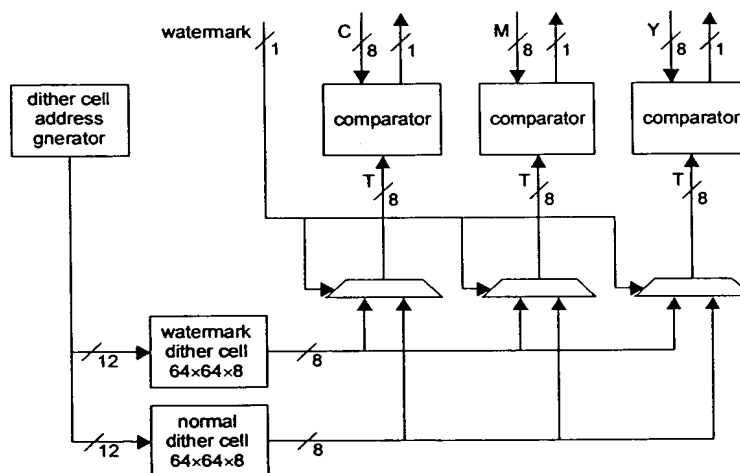 watermark 1 C 8 1 M 8 1 Y 8 1
dither cell
address
gnerator
comparator comparator comparator
T 8 T 8 T 8
watermark
dither cell
64×64×8
12 8
normal
dither cell
64×64×8
12 8